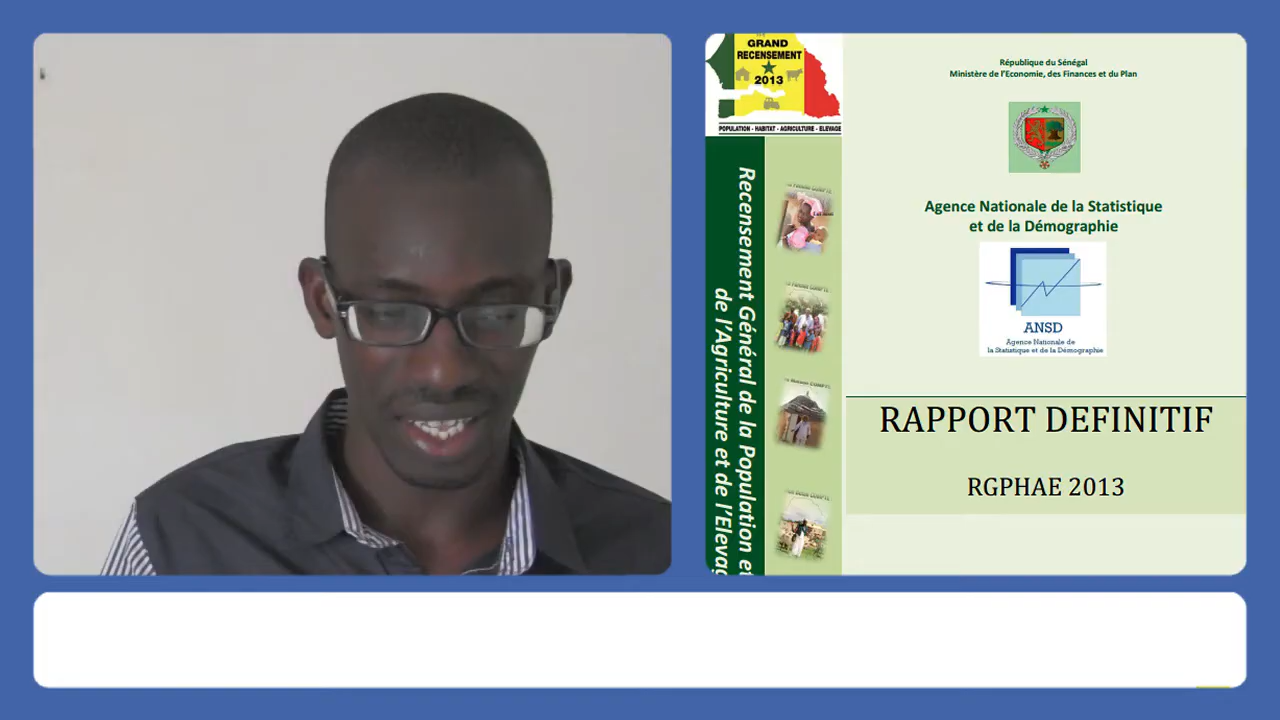 GRAND
RECENSEMENT
2013
POPULATION - HABITAT - AGRICULTURE - ELEVAGE
Recensement Général de la Population et
de l'Agriculture et de l'Elevag
République du Sénégal
Ministère de l'Economie, des Finances et du Plan
Agence Nationale de la Statistique
et de la Démographie
ANSD
Agence Nationale de
la Statistique et de la Démographie
RAPPORT DEFINITIF
RGPHAE 2013